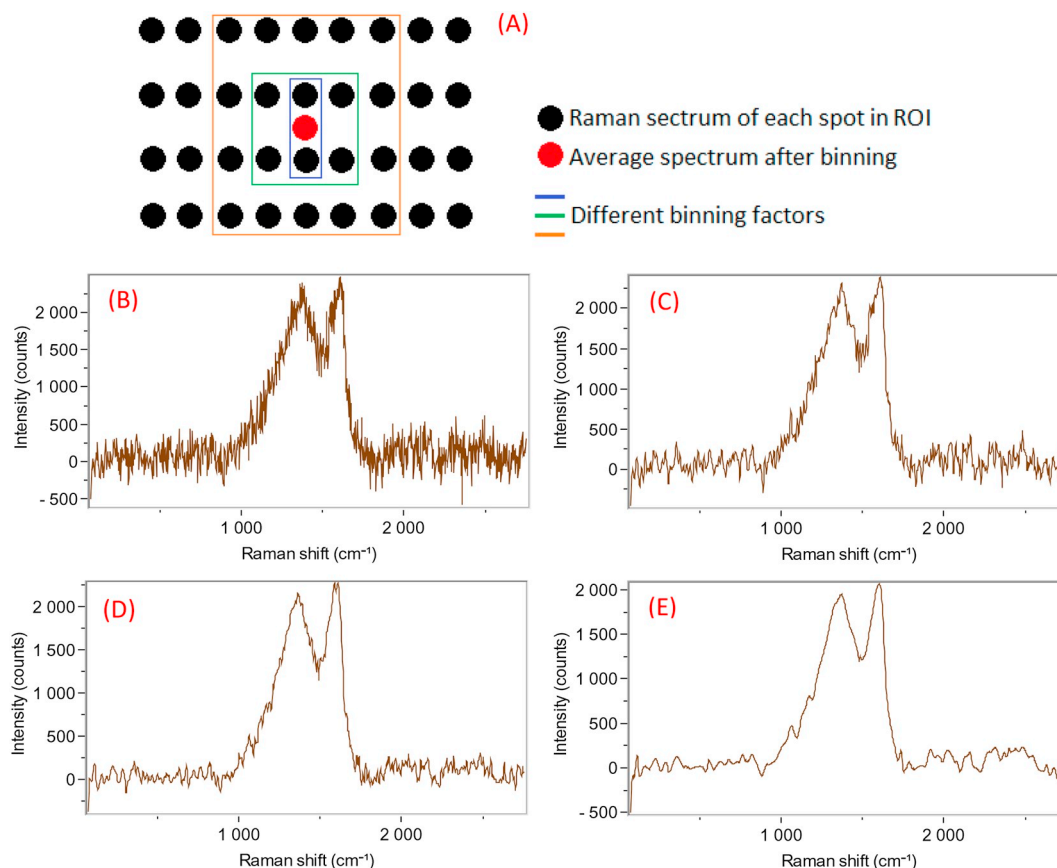 (A)
Raman sectrum of each spot in ROI
Average spectrum after binning
Different binning factors
(B)
Intensity (counts)
2 000
1 500
1 000
500
0
- 500
1 000
2 000
Raman shift (cm⁻¹)
(C)
Intensity (counts)
2 000
1 500
1 000
500
0
1 000
2 000
Raman shift (cm⁻¹)
(D)
Intensity (counts)
2 000
1 500
1 000
500
0
1 000
2 000
Raman shift (cm⁻¹)
(E)
Intensity (counts)
2 000
1 500
1 000
500
0
- 500
1 000
2 000
Raman shift (cm⁻¹)